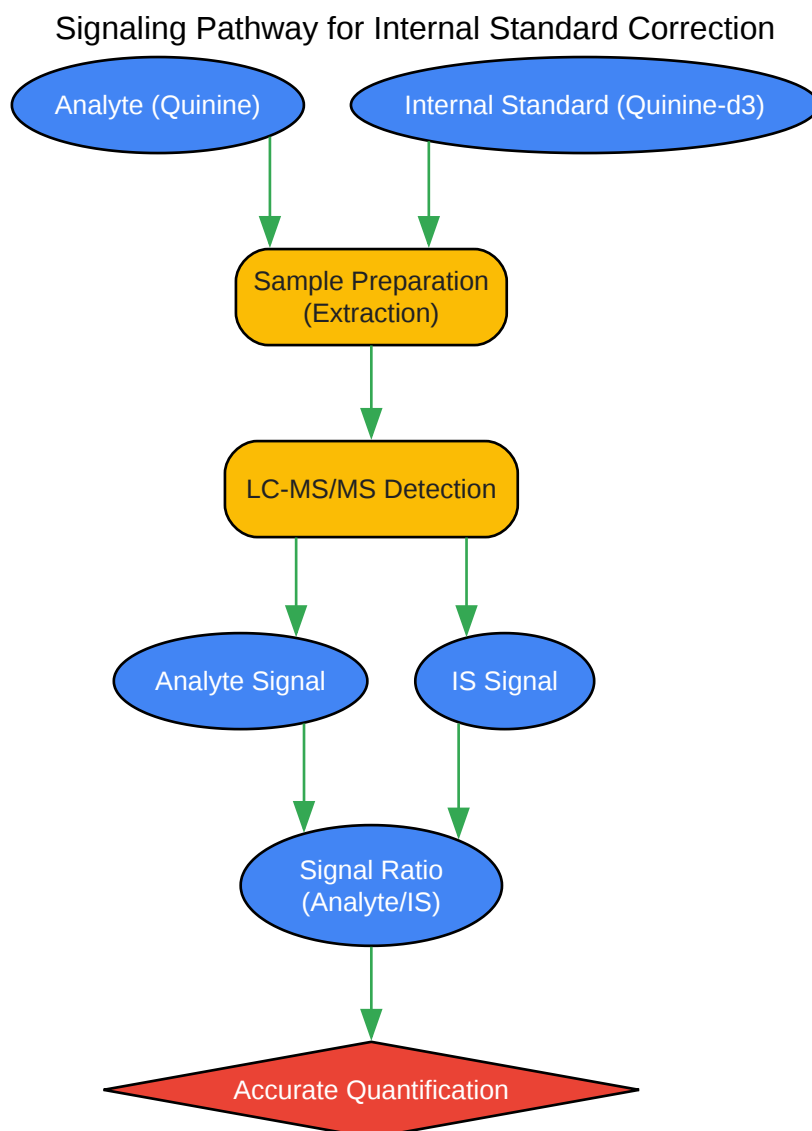 Signaling Pathway for Internal Standard Correction
Analyte (Quinine)
Internal Standard (Quinine-d3)
Sample Preparation
(Extraction)
LC-MS/MS Detection
Analyte Signal
IS Signal
Signal Ratio
(Analyte/IS)
Accurate Quantification